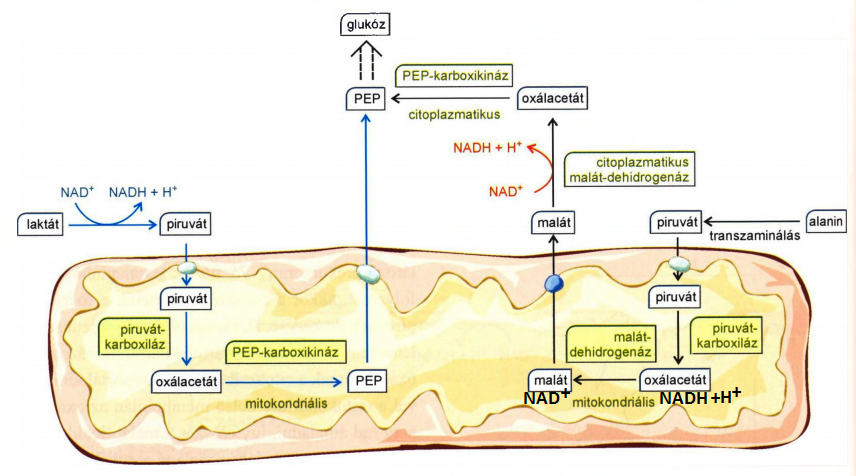 glukóz
PEP-karboxikináz
PEP
oxálacetát
citoplazmatikus
NADH + H⁺
citoplazmatikus
malát-dehidrogenáz
NAD⁺
NAD⁺ NADH + H⁺
laktát
piruvát
malát
piruvát
alanin
transzaminálás
piruvát
piruvát
piruvát-
karboxiláz
PEP-karboxikináz
malát-
dehidrogenáz
piruvát-
karboxiláz
oxálacetát
PEP
malát
oxálacetát
mitokondriális
NAD⁺
mitokondriális
NADH +H⁺